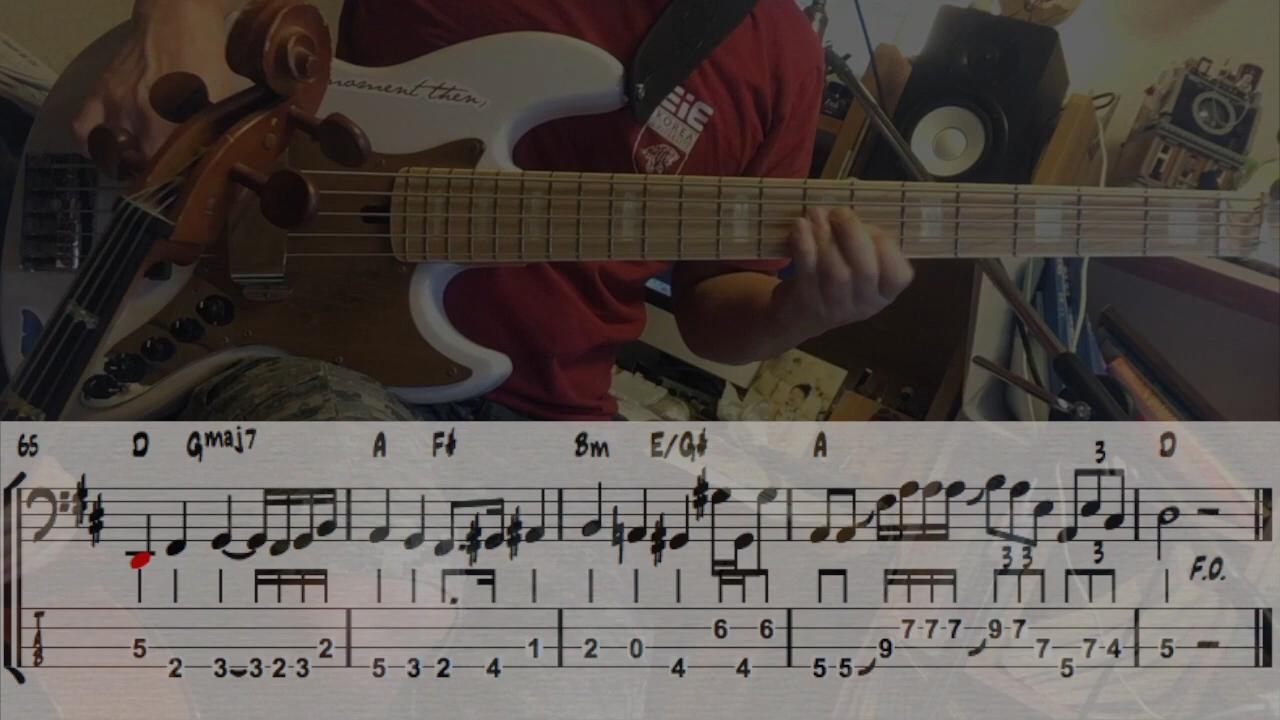 moment then,
EiE
KOREA
65 D Gmaj7 A F# Bm E/G# A 3 D
3 3 3 F.O.
T
A
B
6 6 7 7 7 9 7
5 2 1 2 0 9 7 7 4 5
2 3 3 2 3 5 3 2 4 4 4 5 5 5